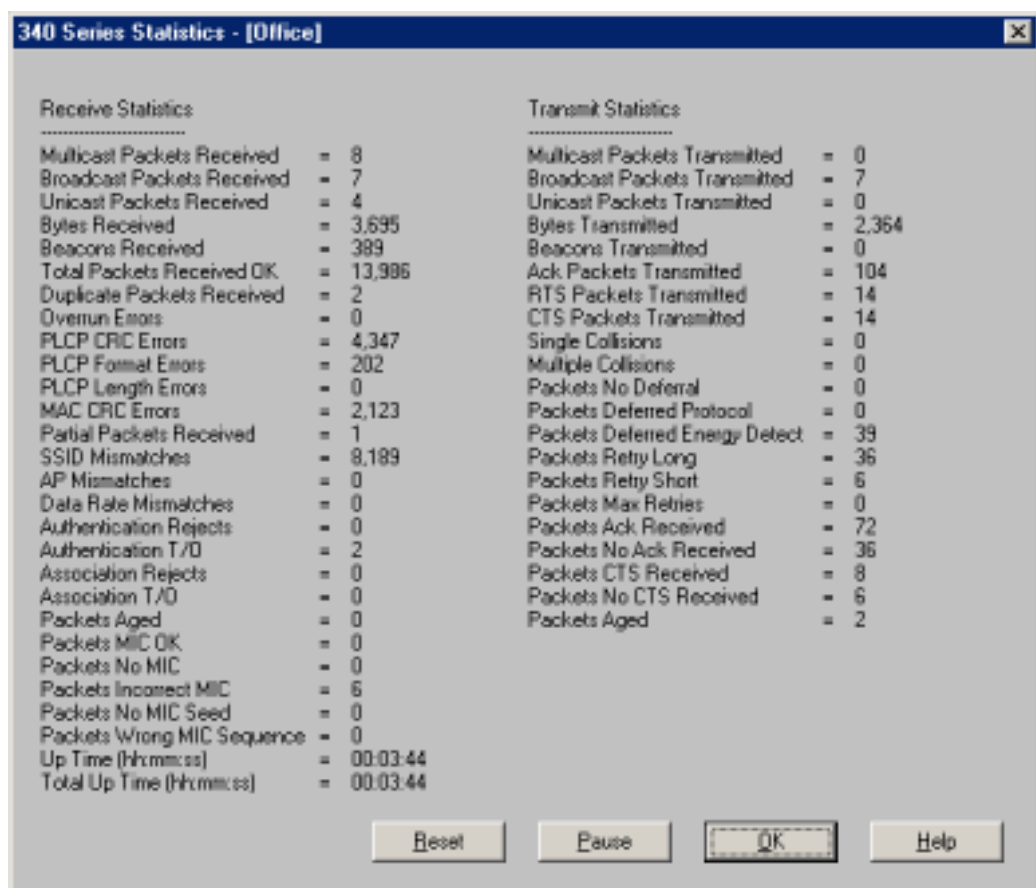 340 Series Statistics - [Office]
Receive Statistics
Multicast Packets Received = 8
Broadcast Packets Received = 7
Unicast Packets Received = 4
Bytes Received = 3,695
Beacons Received = 389
Total Packets Received OK = 13,986
Duplicate Packets Received = 2
Overrun Errors = 0
PLCP CRC Errors = 4,347
PLCP Format Errors = 202
PLCP Length Errors = 0
MAC CRC Errors = 2,123
Partial Packets Received = 1
SSID Mismatches = 8,189
AP Mismatches = 0
Data Rate Mismatches = 0
Authentication Rejects = 0
Authentication T/O = 2
Association Rejects = 0
Association T/O = 0
Packets Aged = 0
Packets MIC OK = 0
Packets No MIC = 0
Packets Incorrect MIC = 6
Packets No MIC Seed = 0
Packets Wrong MIC Sequence = 0
Up Time (hh:mm:ss) = 00:03:44
Total Up Time (hh:mm:ss) = 00:03:44
Transmit Statistics
Multicast Packets Transmitted = 0
Broadcast Packets Transmitted = 7
Unicast Packets Transmitted = 0
Bytes Transmitted = 2,364
Beacons Transmitted = 0
Ack Packets Transmitted = 104
RTS Packets Transmitted = 14
CTS Packets Transmitted = 14
Single Collisions = 0
Multiple Collisions = 0
Packets No Deferral = 0
Packets Deferred Protocol = 0
Packets Deferred Energy Detect = 39
Packets Retry Long = 36
Packets Retry Short = 6
Packets Max Retries = 0
Packets Ack Received = 72
Packets No Ack Received = 36
Packets CTS Received = 8
Packets No CTS Received = 6
Packets Aged = 2
Reset
Pause
OK
Help